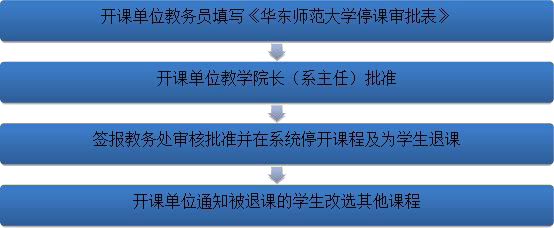 开课单位教务员填写《华东师范大学停课审批表》
开课单位教学院长（系主任）批准
签报教务处审核批准并在系统停开课程及为学生退课
开课单位通知被退课的学生改选其他课程